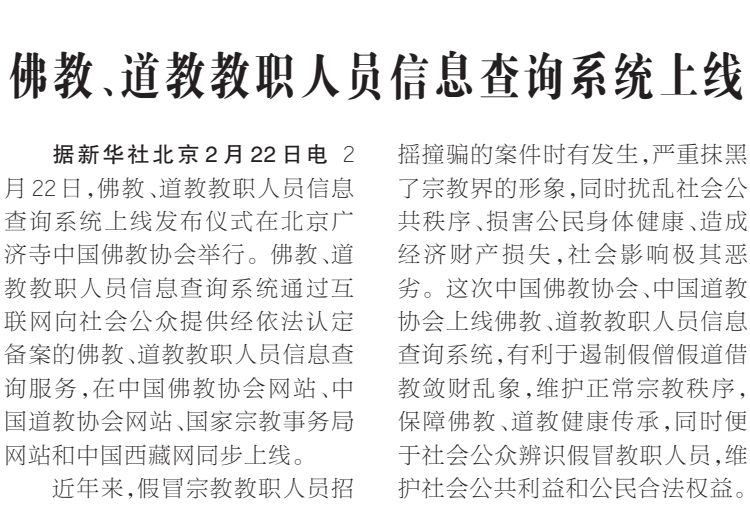 佛教、道教教职人员信息查询系统上线
据新华社北京2月22日电 2
月22日,佛教、道教教职人员信息
查询系统上线发布仪式在北京广
济寺中国佛教协会举行。佛教、道
教教职人员信息查询系统通过互
联网向社会公众提供经依法认定
备案的佛教、道教教职人员信息查
询服务,在中国佛教协会网站、中
国道教协会网站、国家宗教事务局
网站和中国西藏网同步上线。
近年来,假冒宗教教职人员招
摇撞骗的案件时有发生,严重抹黑
了宗教界的形象,同时扰乱社会公
共秩序、损害公民身体健康、造成
经济财产损失,社会影响极其恶
劣。这次中国佛教协会、中国道教
协会上线佛教、道教教职人员信息
查询系统,有利于遏制假僧假道借
教敛财乱象,维护正常宗教秩序,
保障佛教、道教健康传承,同时便
于社会公众辨识假冒教职人员,维
护社会公共利益和公民合法权益。